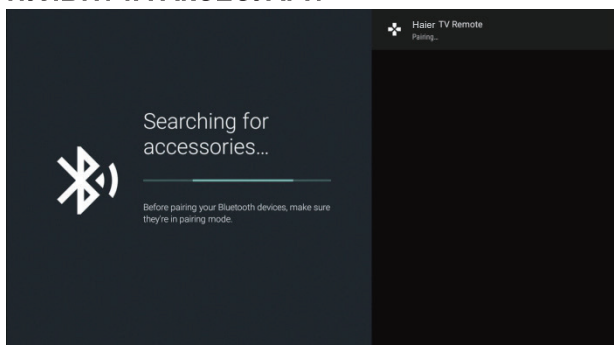 Haier TV Remote
Pairing...
Searching for
accessories...
Before pairing your Bluetooth devices, make sure
they're in pairing mode.